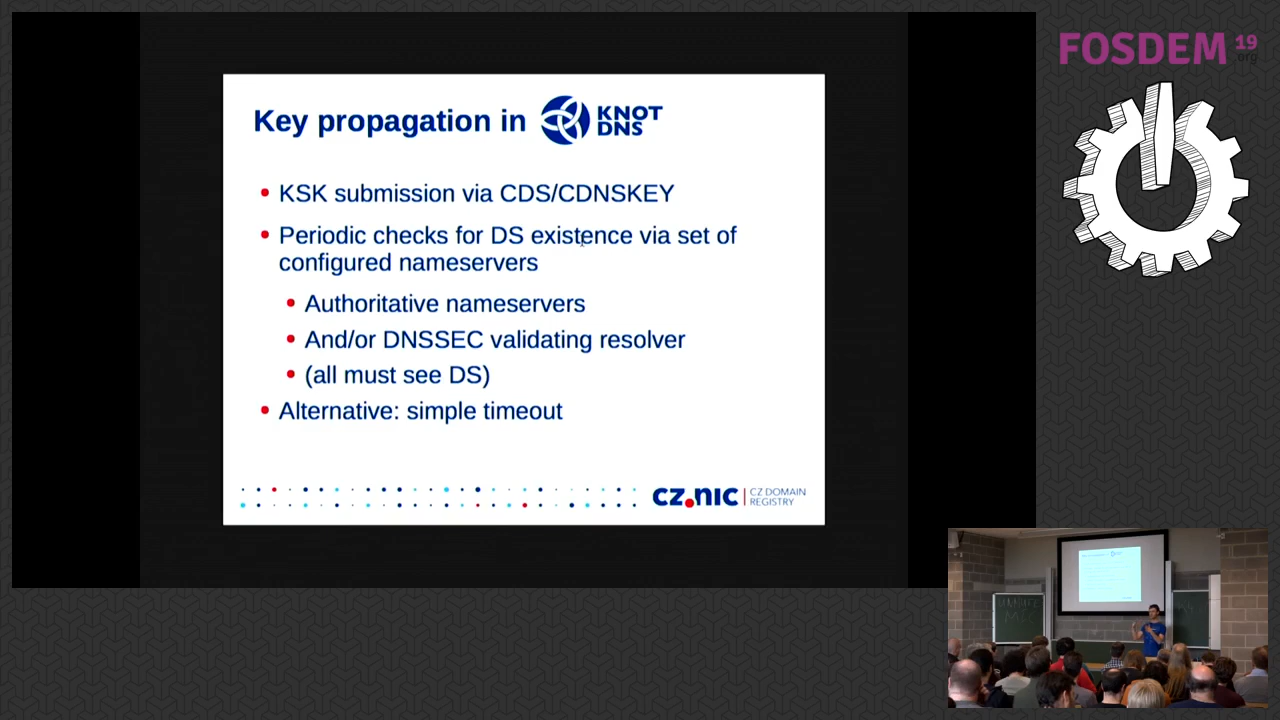 FOSDEM 19
.org
Key propagation in KNOT DNS
KSK submission via CDS/CDNSKEY
Periodic checks for DS existence via set of
configured nameservers
Authoritative nameservers
And/or DNSSEC validating resolver
(all must see DS)
Alternative: simple timeout
CZ.NIC | CZ DOMAIN
REGISTRY